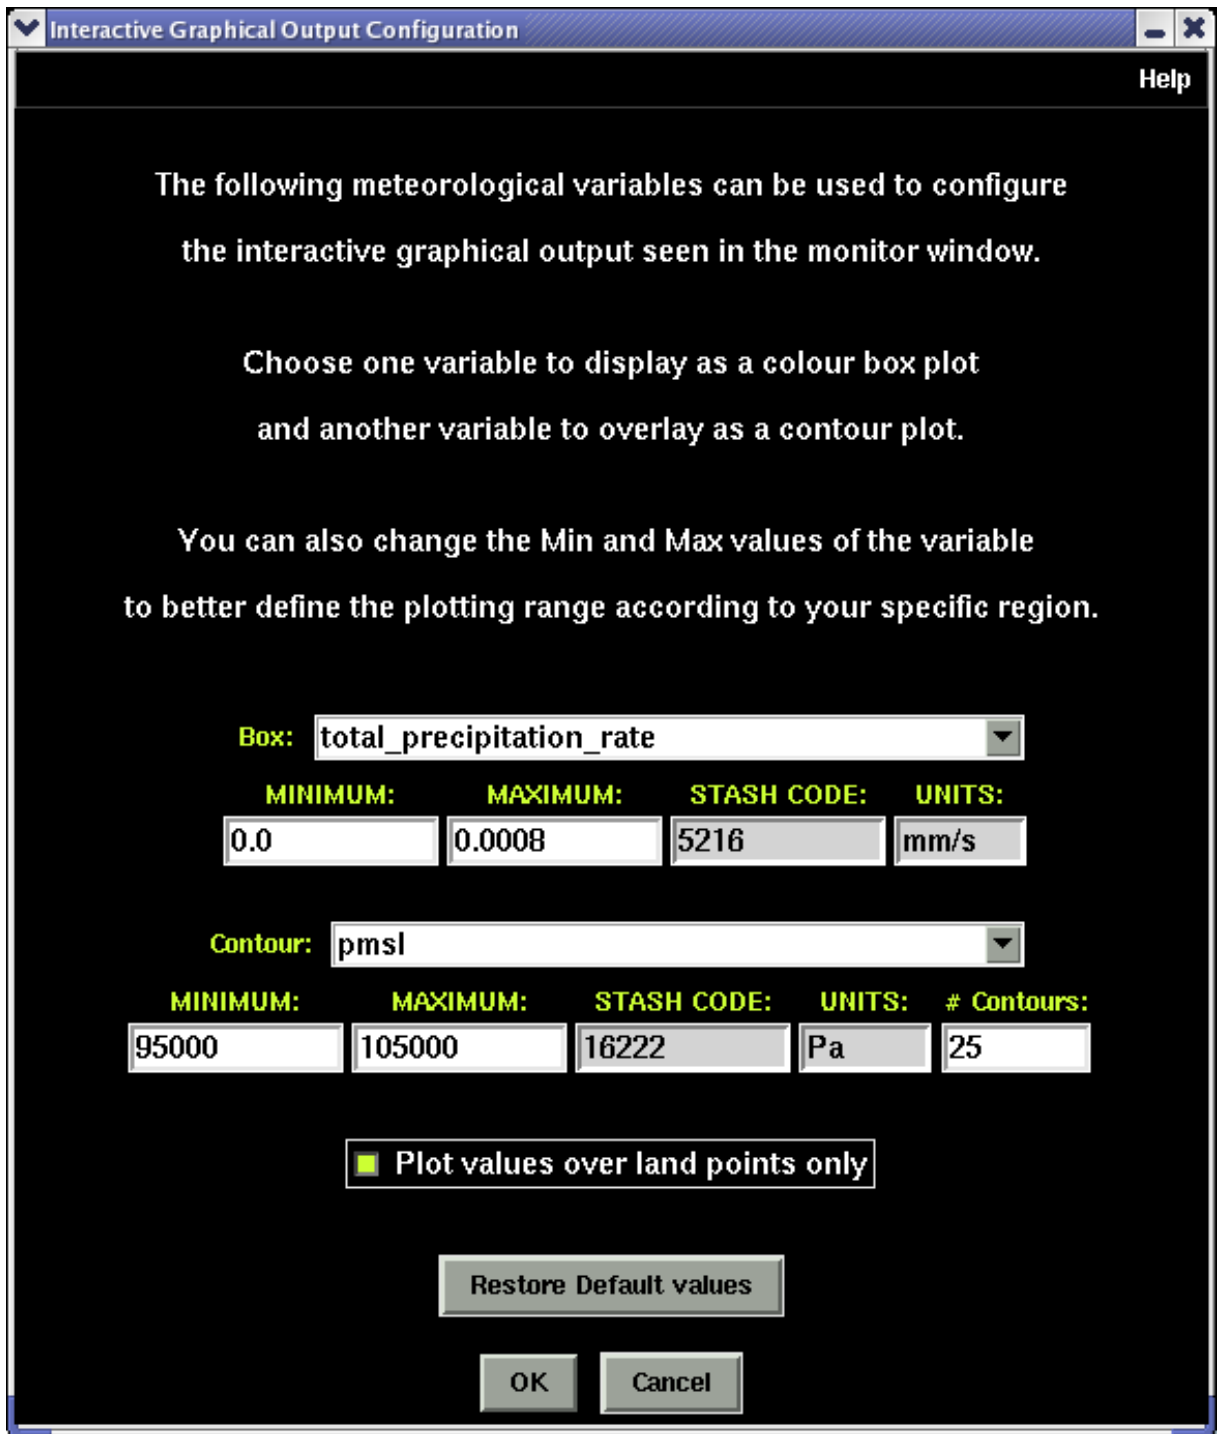 Interactive Graphical Output Configuration
Help
The following meteorological variables can be used to configure
the interactive graphical output seen in the monitor window.
Choose one variable to display as a colour box plot
and another variable to overlay as a contour plot.
You can also change the Min and Max values of the variable
to better define the plotting range according to your specific region.
Box: total_precipitation_rate
MINIMUM: MAXIMUM: STASH CODE: UNITS:
0.0 0.0008 5216 mm/s
Contour: pmsl
MINIMUM: MAXIMUM: STASH CODE: UNITS: # Contours:
95000 105000 16222 Pa 25
Plot values over land points only
Restore Default values
OK Cancel